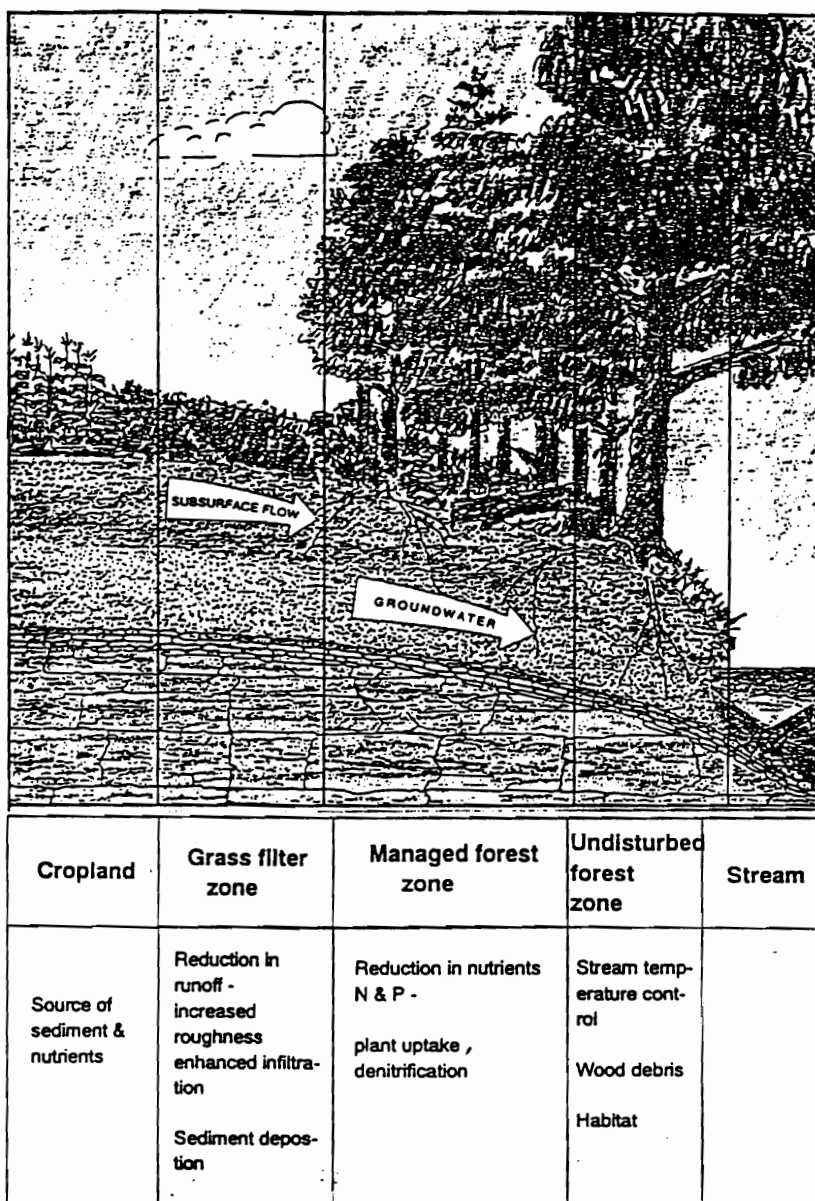 SUBSURFACE FLOW
GROUNDWATER
Cropland
Grass filter
zone
Managed forest
zone
Undisturbed
forest
zone
Stream
Source of
sediment &
nutrients
Reduction in
runoff -
increased
roughness
enhanced infiltra-
tion
Sediment depos-
tion
Reduction in nutrients
N & P -
plant uptake ,
denitrification
Stream temp-
erature cont-
rol
Wood debris
Habitat